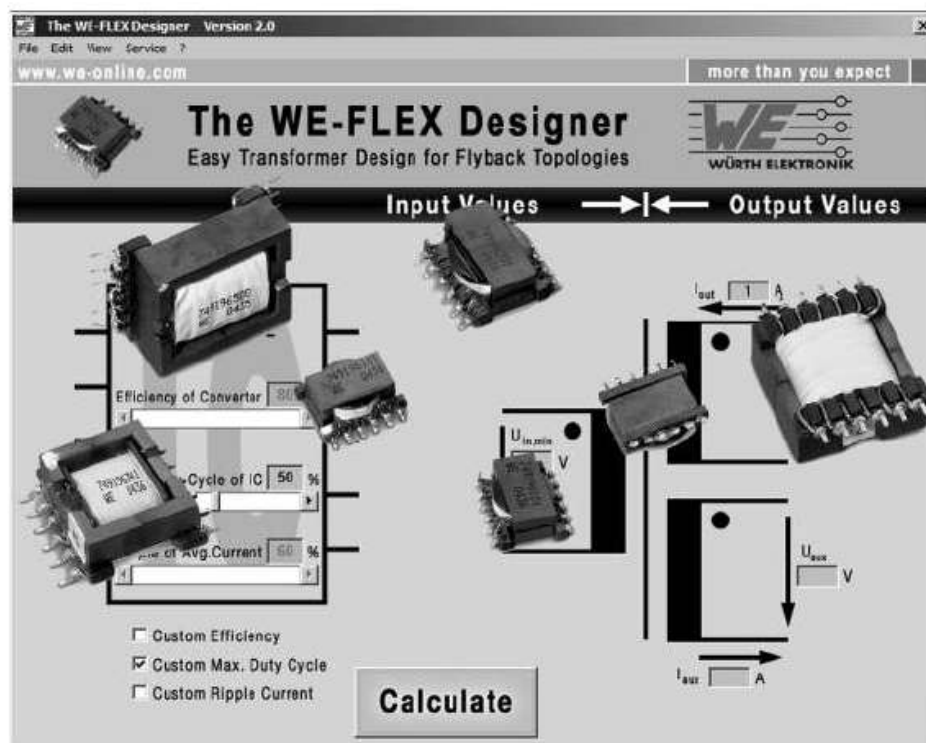 The WE-FLEX Designer Version 2.0
File Edit View Service ?
www.we-online.com
more than you expect
The WE-FLEX Designer
Easy Transformer Design for Flyback Topologies
WE
WÜRTH ELEKTRONIK
Input Values
Output Values
Iout 1 A
Efficiency of Converter 80
-Cycle of IC 50 %
of Avg.Current 60 %
Uin,min
V
Uaux
V
Iaux A
Custom Efficiency
Custom Max. Duty Cycle
Custom Ripple Current
Calculate